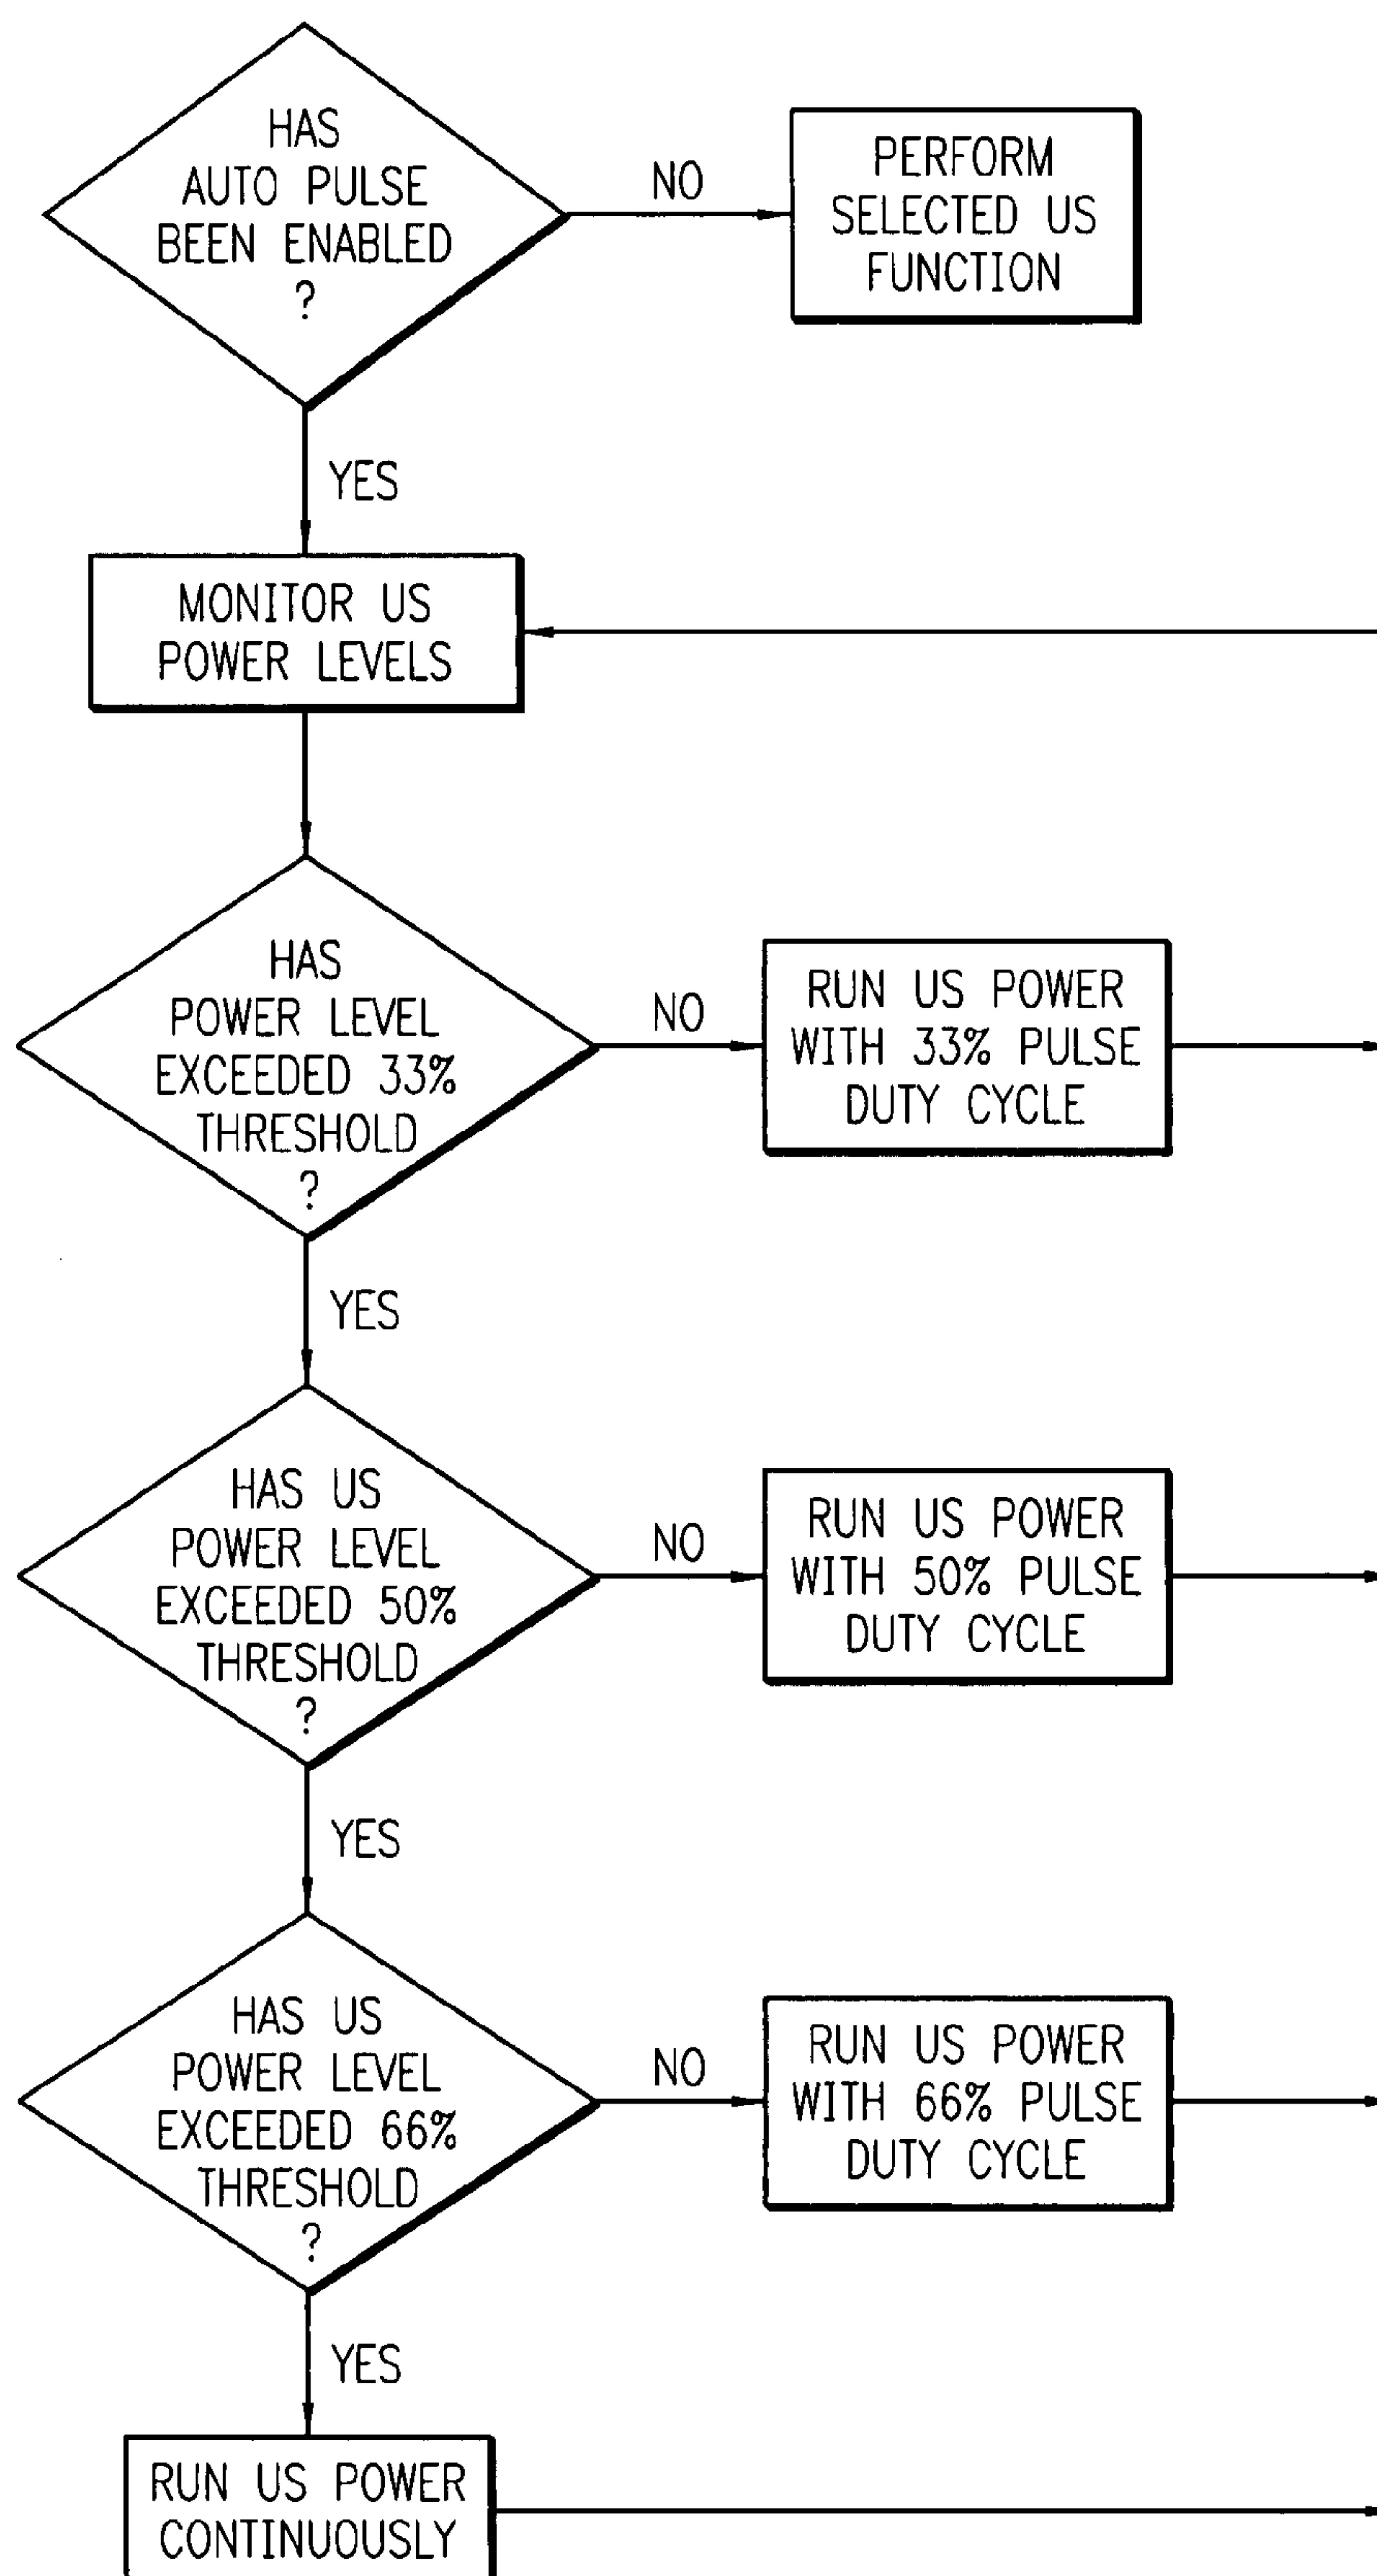 HAS
AUTO PULSE
BEEN ENABLED
?
NO
PERFORM
SELECTED US
FUNCTION
YES
MONITOR US
POWER LEVELS
HAS
POWER LEVEL
EXCEEDED 33%
THRESHOLD
?
NO
RUN US POWER
WITH 33% PULSE
DUTY CYCLE
YES
HAS US
POWER LEVEL
EXCEEDED 50%
THRESHOLD
?
NO
RUN US POWER
WITH 50% PULSE
DUTY CYCLE
YES
HAS US
POWER LEVEL
EXCEEDED 66%
THRESHOLD
?
NO
RUN US POWER
WITH 66% PULSE
DUTY CYCLE
YES
RUN US POWER
CONTINUOUSLY